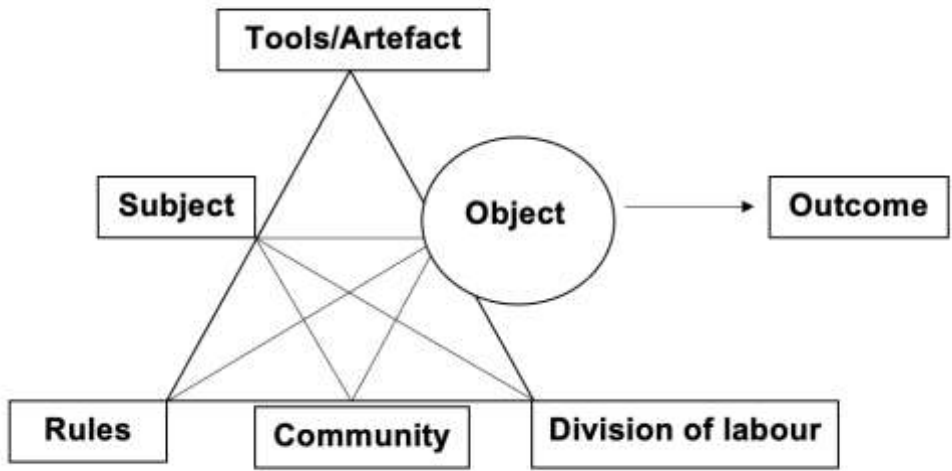 Tools/Artefact
Subject
Object
Outcome
Rules
Community
Division of labour